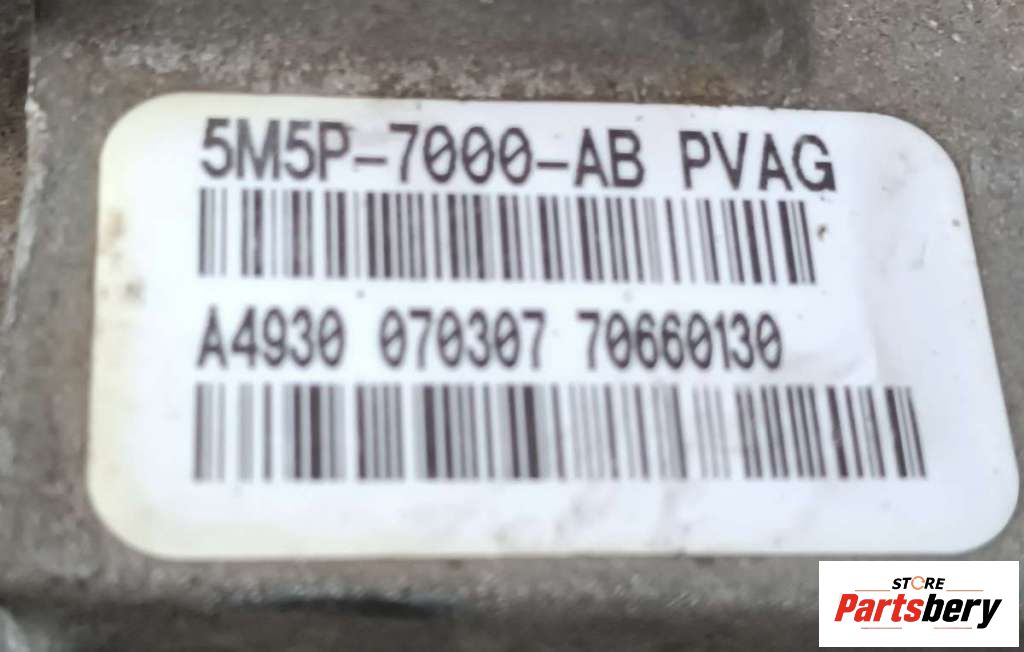 5M5P-7000-AB PVAG
A4930 070307 70660130
STORE
Partsbery